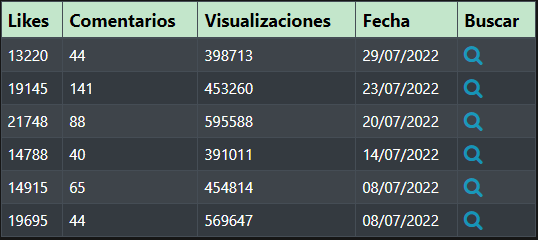 Likes Comentarios Visualizaciones Fecha Buscar
13220 44 398713 29/07/2022
19145 141 453260 23/07/2022
21748 88 595588 20/07/2022
14788 40 391011 14/07/2022
14915 65 454814 08/07/2022
19695 44 569647 08/07/2022